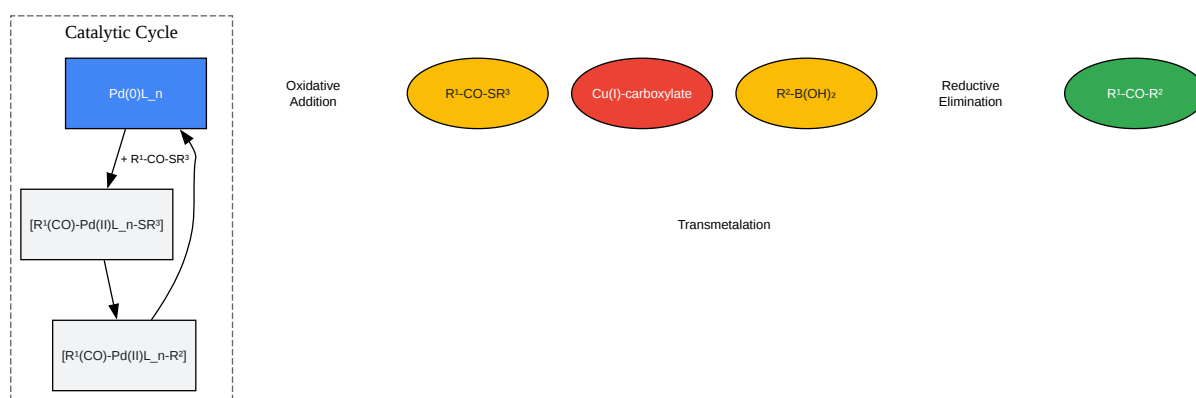 Catalytic Cycle
Pd(0)L_n
+ R¹-CO-SR³
[R¹(CO)-Pd(II)L_n-SR³]
[R¹(CO)-Pd(II)L_n-R²]
Oxidative
Addition
R¹-CO-SR³
Cu(I)-carboxylate
R²-B(OH)₂
Reductive
Elimination
R¹-CO-R²
Transmetalation